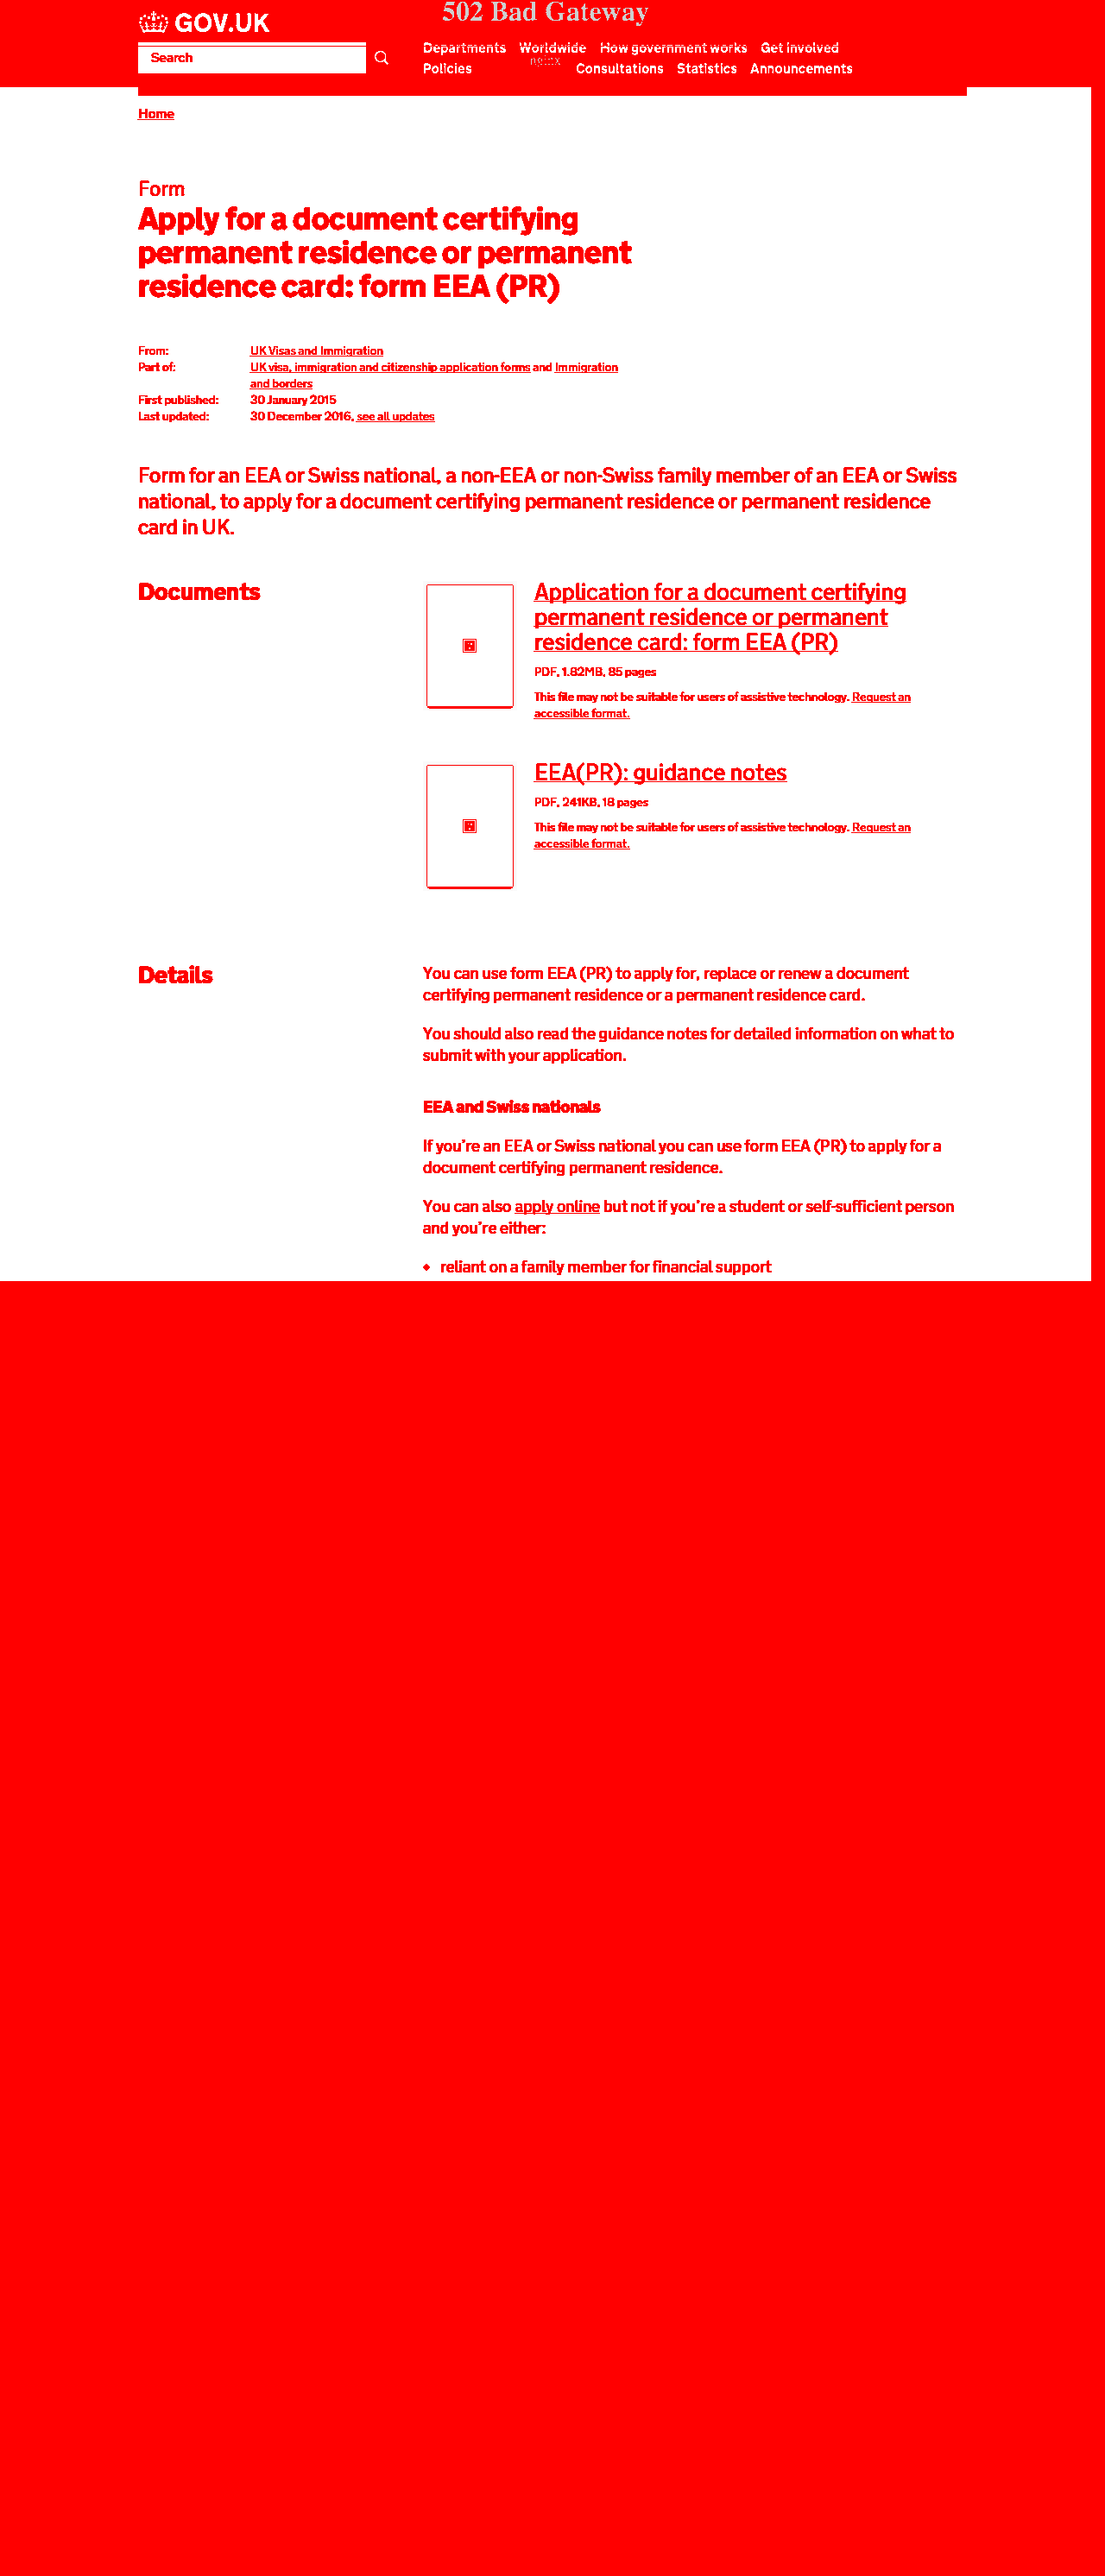 502 Bad Gateway
GOV.UK
Search
Departments Worldwide How government works Get involved
nginx
Policies Consultations Statistics Announcements
Home
Form
Apply for a document certifying
permanent residence or permanent
residence card: form EEA (PR)
From: UK Visas and Immigration
Part of: UK visa, immigration and citizenship application forms and Immigration
and borders
First published: 30 January 2015
Last updated: 30 December 2016, see all updates
Form for an EEA or Swiss national, a non-EEA or non-Swiss family member of an EEA or Swiss
national, to apply for a document certifying permanent residence or permanent residence
card in UK.
Documents
Application for a document certifying
permanent residence or permanent
residence card: form EEA (PR)
PDF, 1.82MB, 85 pages
This file may not be suitable for users of assistive technology. Request an
accessible format.
EEA(PR): guidance notes
PDF, 241KB, 18 pages
This file may not be suitable for users of assistive technology. Request an
accessible format.
Details
You can use form EEA (PR) to apply for, replace or renew a document
certifying permanent residence or a permanent residence card.
You should also read the guidance notes for detailed information on what to
submit with your application.
EEA and Swiss nationals
If you're an EEA or Swiss national you can use form EEA (PR) to apply for a
document certifying permanent residence.
You can also apply online but not if you're a student or self-sufficient person
and you're either:
• reliant on a family member for financial support